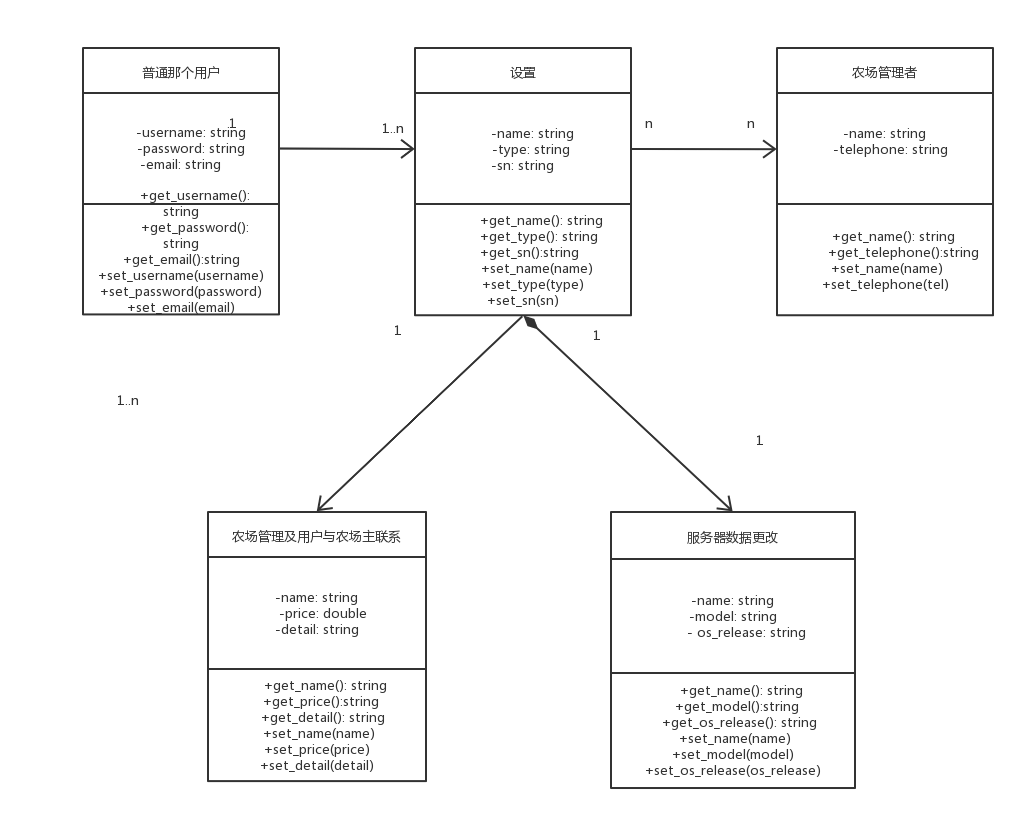 普通那个用户
1
-username: string
-password: string
-email: string
+get_username():
string
+get_password():
string
+get_email():string
+set_username(username)
+set_password(password)
+set_email(email)
1..n
设置
-name: string
-type: string
-sn: string
+get_name(): string
+get_type(): string
+get_sn():string
+set_name(name)
+set_type(type)
+set_sn(sn)
n
n
农场管理者
-name: string
-telephone: string
+get_name(): string
+get_telephone():string
+set_name(name)
+set_telephone(tel)
1
1
1..n
1
农场管理及用户与农场主联系
-name: string
-price: double
-detail: string
+get_name(): string
+get_price():string
+get_detail(): string
+set_name(name)
+set_price(price)
+set_detail(detail)
服务器数据更改
-name: string
-model: string
- os_release: string
+get_name(): string
+get_model():string
+get_os_release(): string
+set_name(name)
+set_model(model)
+set_os_release(os_release)